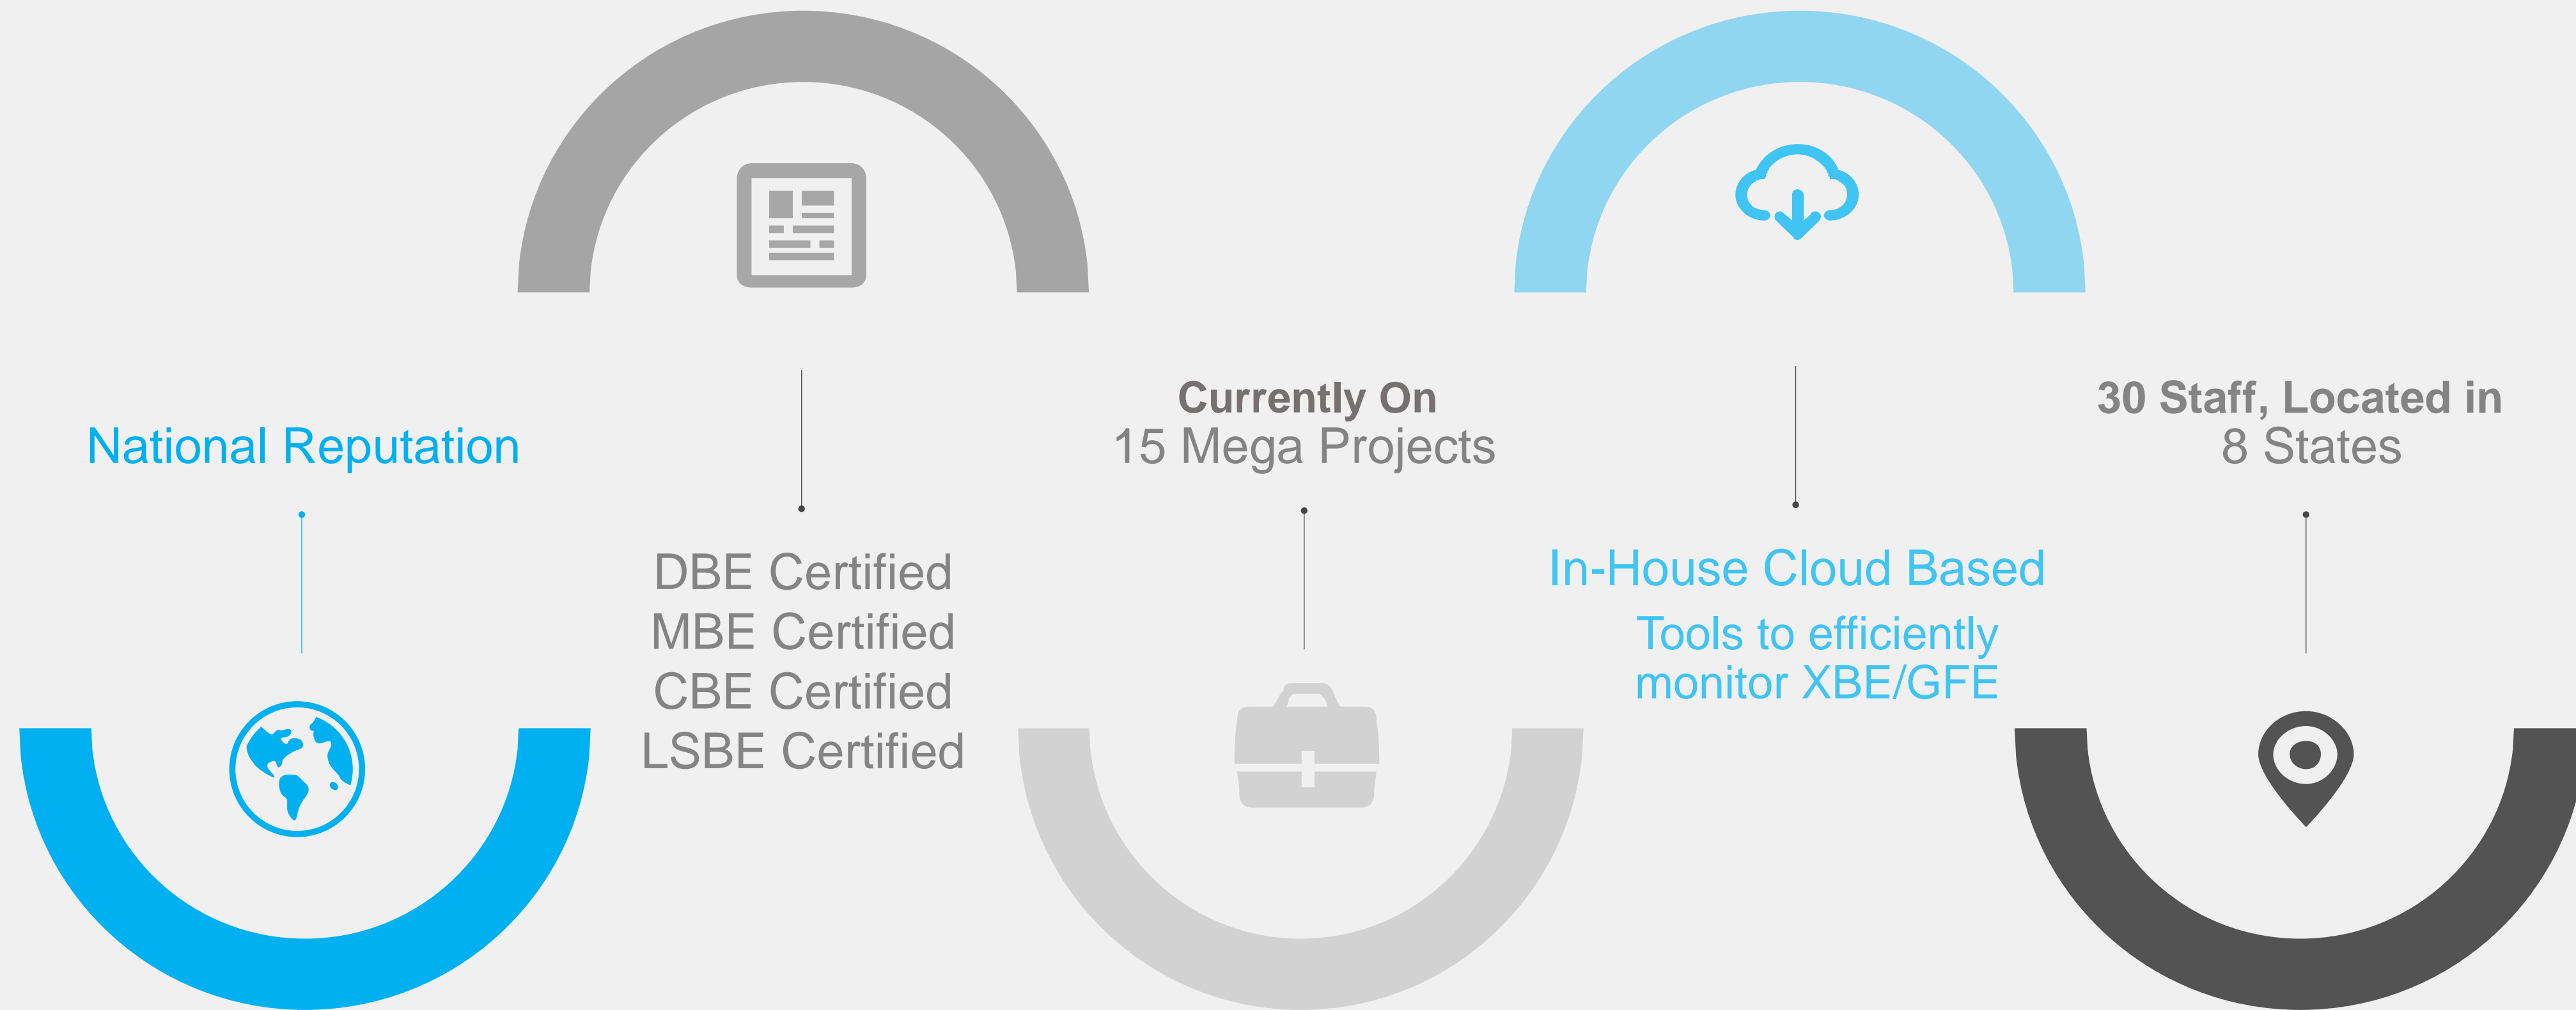 National Reputation
DBE Certified
MBE Certified
CBE Certified
LSBE Certified
Currently On
15 Mega Projects
In-House Cloud Based
Tools to efficiently
monitor XBE/GFE
30 Staff, Located in
8 States